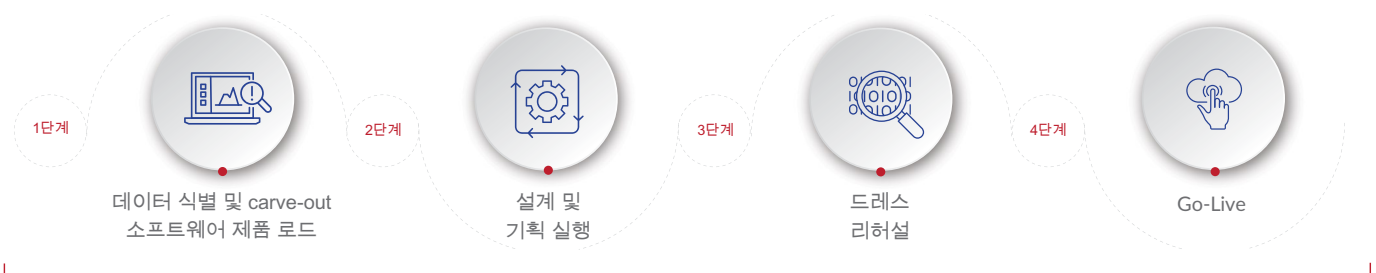 1단계
데이터 식별 및 carve-out
소프트웨어 제품 로드
2단계
설계 및
기획 실행
3단계
드레스
리허설
4단계
Go-Live